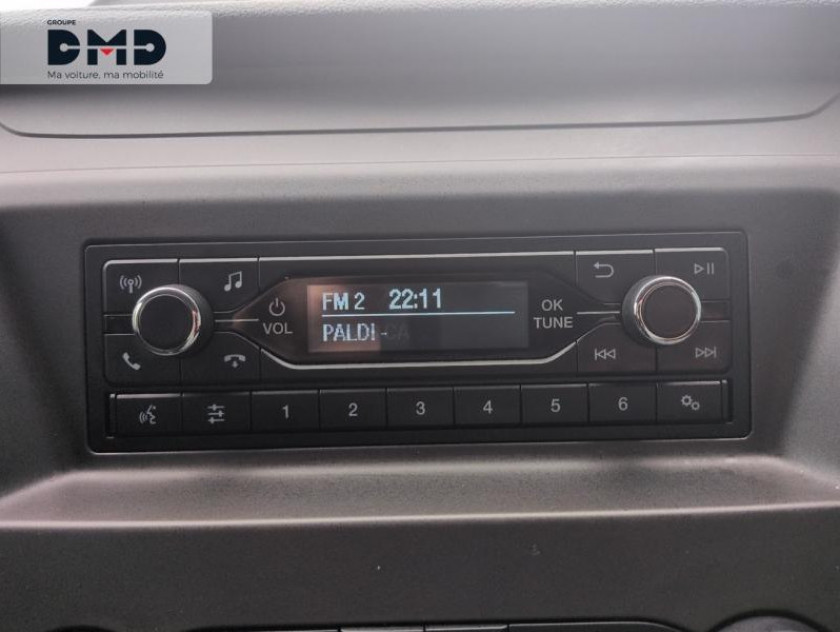 GROUPE
DMD
Ma voiture, ma mobilité
FM 2 22:11
PALDI -
VOL
OK
TUNE
1 2 3 4 5 6